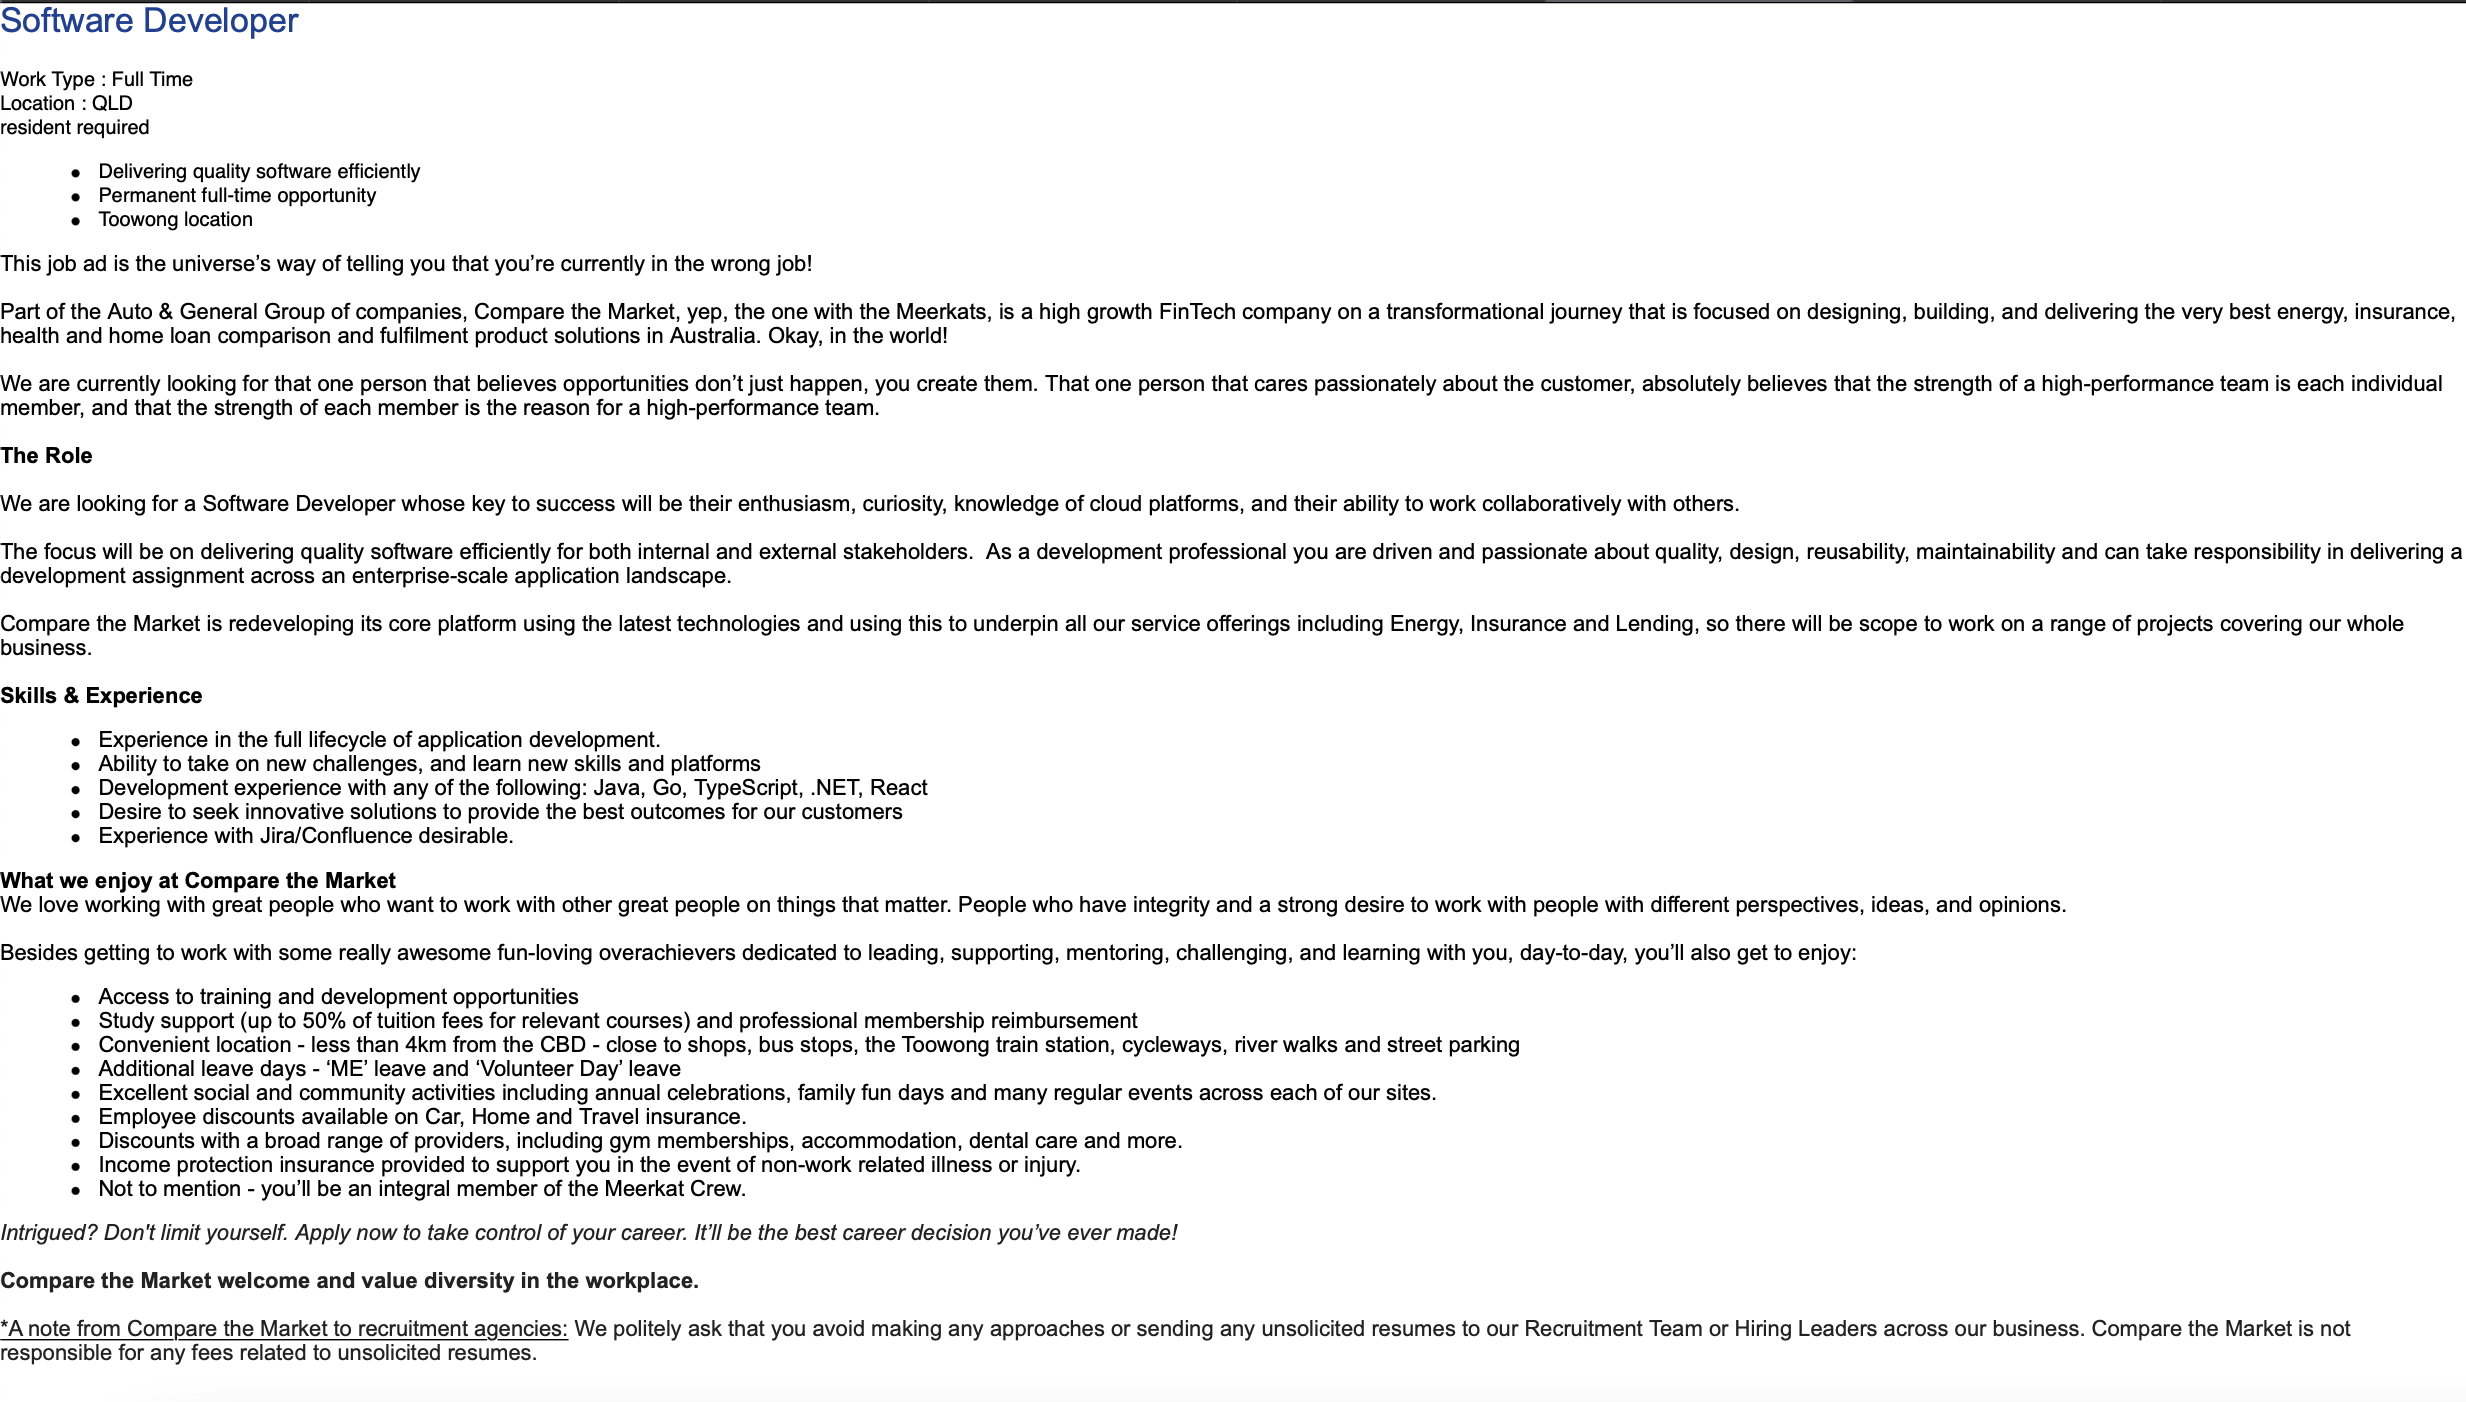 Software Developer
Work Type : Full Time
Location : QLD
resident required
● Delivering quality software efficiently
● Permanent full-time opportunity
● Toowong location
This job ad is the universe’s way of telling you that you’re currently in the wrong job!
Part of the Auto & General Group of companies, Compare the Market, yep, the one with the Meerkats, is a high growth FinTech company on a transformational journey that is focused on designing, building, and delivering the very best energy, insurance,
health and home loan comparison and fulfilment product solutions in Australia. Okay, in the world!
We are currently looking for that one person that believes opportunities don’t just happen, you create them. That one person that cares passionately about the customer, absolutely believes that the strength of a high-performance team is each individual
member, and that the strength of each member is the reason for a high-performance team.
The Role
We are looking for a Software Developer whose key to success will be their enthusiasm, curiosity, knowledge of cloud platforms, and their ability to work collaboratively with others.
The focus will be on delivering quality software efficiently for both internal and external stakeholders.  As a development professional you are driven and passionate about quality, design, reusability, maintainability and can take responsibility in delivering a
development assignment across an enterprise-scale application landscape.
Compare the Market is redeveloping its core platform using the latest technologies and using this to underpin all our service offerings including Energy, Insurance and Lending, so there will be scope to work on a range of projects covering our whole
business.
Skills & Experience
● Experience in the full lifecycle of application development.
● Ability to take on new challenges, and learn new skills and platforms
● Development experience with any of the following: Java, Go, TypeScript, .NET, React
● Desire to seek innovative solutions to provide the best outcomes for our customers
● Experience with Jira/Confluence desirable.
What we enjoy at Compare the Market
We love working with great people who want to work with other great people on things that matter. People who have integrity and a strong desire to work with people with different perspectives, ideas, and opinions.
Besides getting to work with some really awesome fun-loving overachievers dedicated to leading, supporting, mentoring, challenging, and learning with you, day-to-day, you’ll also get to enjoy:
● Access to training and development opportunities
● Study support (up to 50% of tuition fees for relevant courses) and professional membership reimbursement
● Convenient location - less than 4km from the CBD - close to shops, bus stops, the Toowong train station, cycleways, river walks and street parking
● Additional leave days - ‘ME’ leave and ‘Volunteer Day’ leave
● Excellent social and community activities including annual celebrations, family fun days and many regular events across each of our sites.
● Employee discounts available on Car, Home and Travel insurance.
● Discounts with a broad range of providers, including gym memberships, accommodation, dental care and more.
● Income protection insurance provided to support you in the event of non-work related illness or injury.
● Not to mention - you’ll be an integral member of the Meerkat Crew.
Intrigued? Don't limit yourself. Apply now to take control of your career. It’ll be the best career decision you’ve ever made!
Compare the Market welcome and value diversity in the workplace.
*A note from Compare the Market to recruitment agencies: We politely ask that you avoid making any approaches or sending any unsolicited resumes to our Recruitment Team or Hiring Leaders across our business. Compare the Market is not
responsible for any fees related to unsolicited resumes.